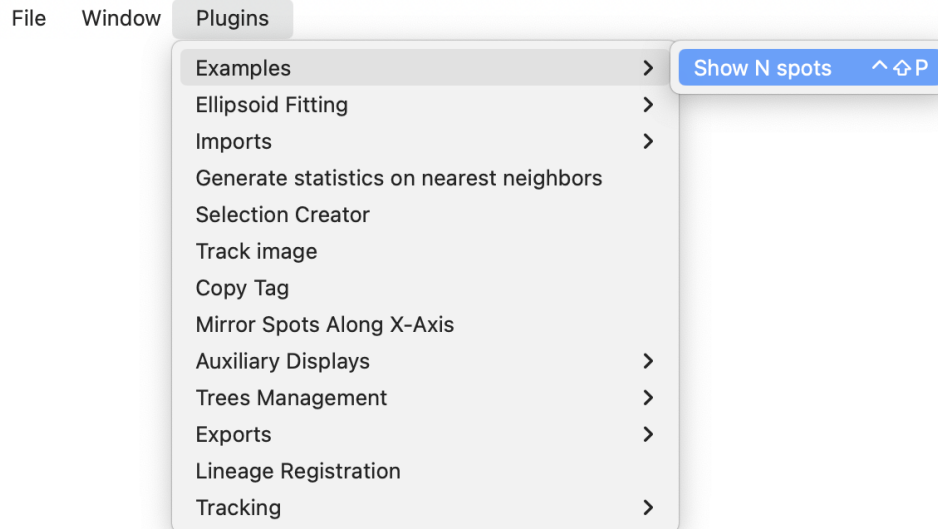 File Window Plugins
Examples Show N spots ^⇧P
Ellipsoid Fitting
Imports
Generate statistics on nearest neighbors
Selection Creator
Track image
Copy Tag
Mirror Spots Along X-Axis
Auxiliary Displays
Trees Management
Exports
Lineage Registration
Tracking